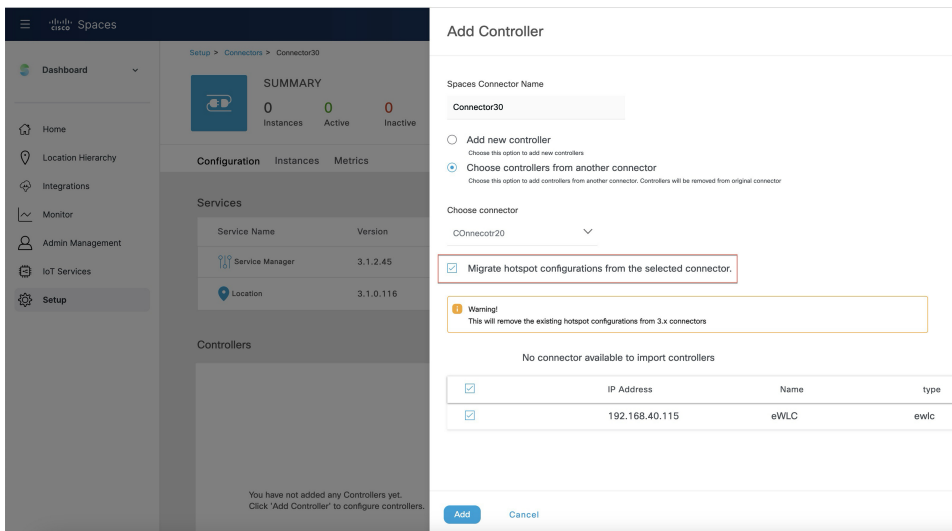 CISCO Spaces
Dashboard
Home
Location Hierarchy
Integrations
Monitor
Admin Management
IoT Services
Setup
Setup > Connectors > Connector30
SUMMARY
0 0 0
Instances Active Inactive
Configuration Instances Metrics
Services
Service Name Version
Service Manager 3.1.2.45
Location 3.1.0.116
Controllers
You have not added any Controllers yet.
Click 'Add Controller' to configure controllers.
Add Controller
Spaces Connector Name
Connector30
Add new controller
Choose this option to add new controllers
Choose controllers from another connector
Choose this option to add controllers from another connector. Controllers will be removed from original connector
Choose connector
COnnecotr20
Migrate hotspot configurations from the selected connector.
Warning!
This will remove the existing hotspot configurations from 3.x connectors
No connector available to import controllers
IP Address Name type
192.168.40.115 eWLC ewlc
Add Cancel